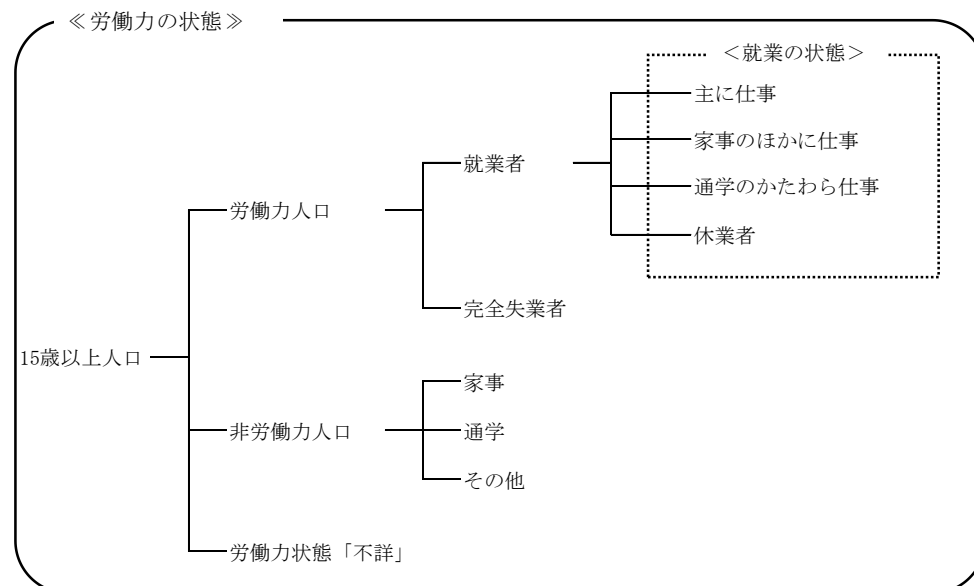 ≪労働力の状態≫
<就業の状態>
主に仕事
家事のほかに仕事
就業者
通学のかたわら仕事
労働力人口
休業者
完全失業者
15歳以上人口
家事
非労働力人口
通学
その他
労働力状態「不詳」